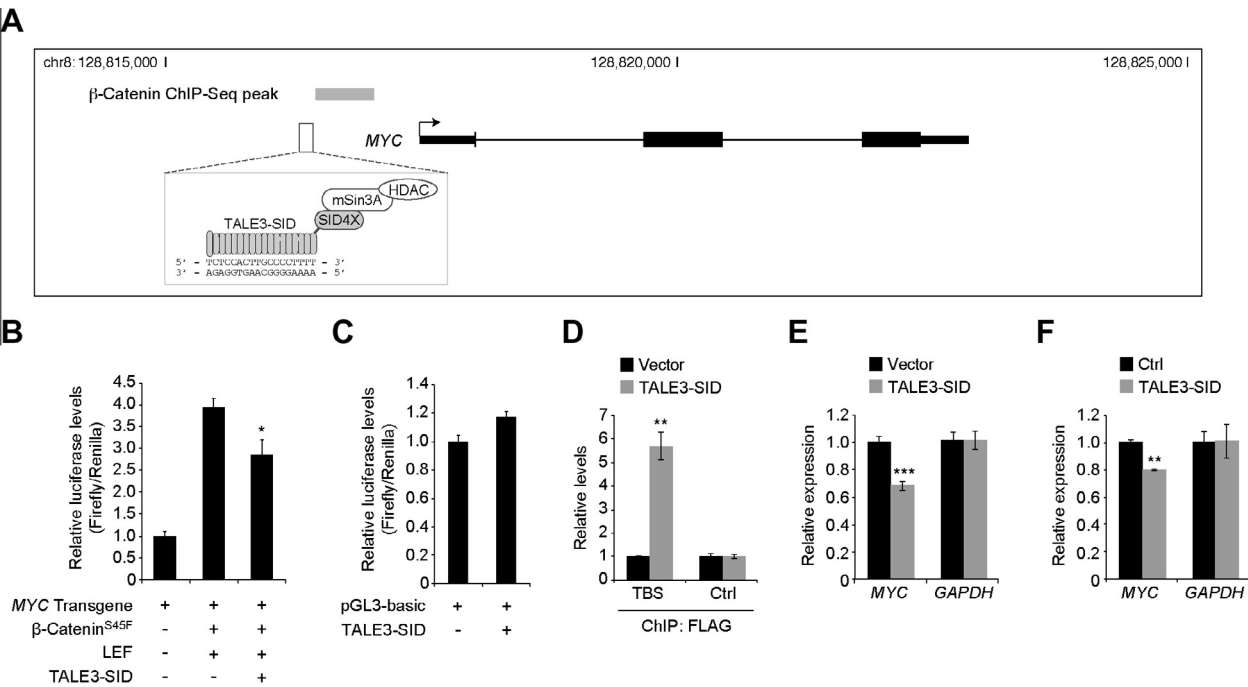 A
chr8: 128,815,000 128,820,000 128,825,000
β-Catenin ChIP-Seq peak
MYC
HDAC
mSin3A
SID4X
TALE3-SID
5' - TCTCCACTTGCCCCTTTT - 3'
3' - AGAGGTGAACGGGGAAAA - 5'
B
Relative luciferase levels
(Firefly/Renilla)
4.5
4.0
3.5
3.0
2.5
2.0
1.5
1.0
0.5
0
*
MYC Transgene + + +
β-CateninS45F - + +
LEF - + +
TALE3-SID - - +
C
Relative luciferase levels
(Firefly/Renilla)
1.4
1.2
1.0
0.8
0.6
0.4
0.2
0
pGL3-basic + +
TALE3-SID - +
D
Vector
TALE3-SID
Relative levels
7
6
5
4
3
2
1
0
**
TBS Ctrl
ChIP: FLAG
E
Vector
TALE3-SID
Relative expression
1.2
1.0
0.8
0.6
0.4
0.2
0
***
MYC GAPDH
F
Ctrl
TALE3-SID
Relative expression
1.2
1.0
0.8
0.6
0.4
0.2
0
**
MYC GAPDH